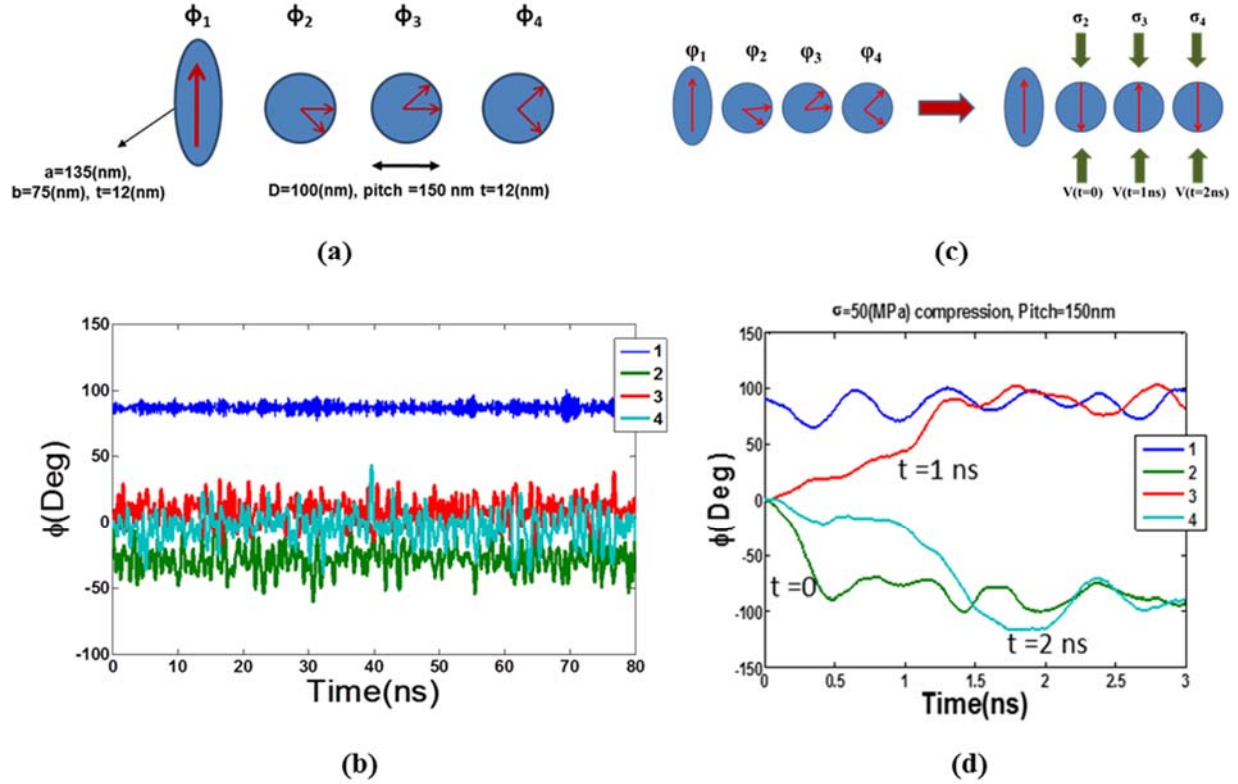 ϕ1 ϕ2 ϕ3 ϕ4
a=135(nm),
b=75(nm), t=12(nm)
D=100(nm), pitch =150 nm t=12(nm)
(a)
φ1 φ2 φ3 φ4
σ2 σ3 σ4
V(t=0) V(t=1ns) V(t=2ns)
(c)
150
100
50
0
-50
-100
ϕ(Deg)
0 10 20 30 40 50 60 70 80
Time(ns)
1
2
3
4
(b)
σ=50(MPa) compression, Pitch=150nm
150
100
50
0
-50
-100
-150
ϕ(Deg)
t =1 ns
t =0
t =2 ns
0 0.5 1 1.5 2 2.5 3
Time(ns)
1
2
3
4
(d)